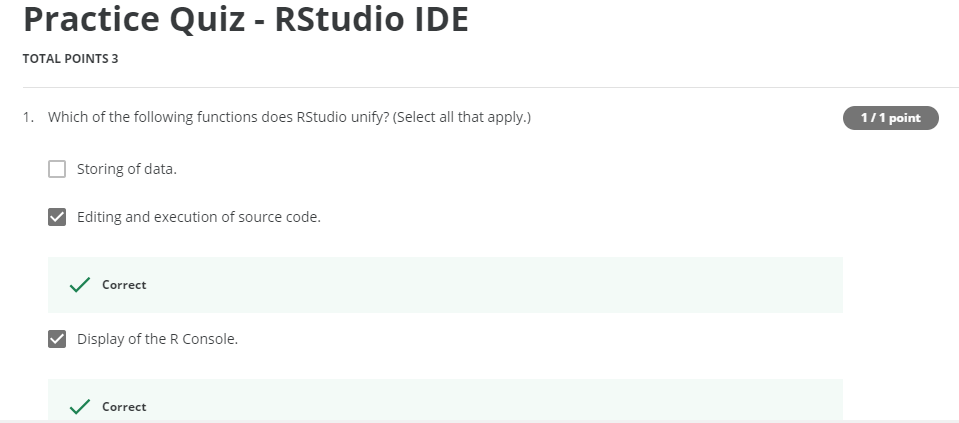 Practice Quiz - RStudio IDE
TOTAL POINTS 3
1. Which of the following functions does RStudio unify? (Select all that apply.)
1 / 1 point
Storing of data.
Editing and execution of source code.
Correct
Display of the R Console.
Correct